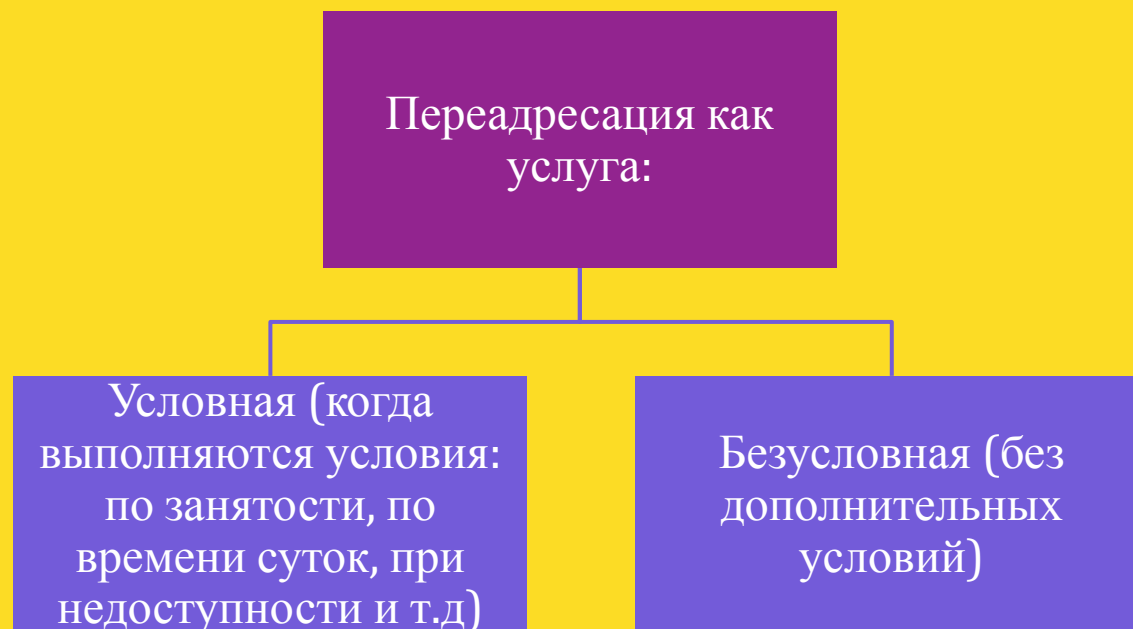 Переадресация как
услуга:
Условная (когда
выполняются условия:
по занятости, по
времени суток, при
недоступности и т.д)
Безусловная (без
дополнительных
условий)